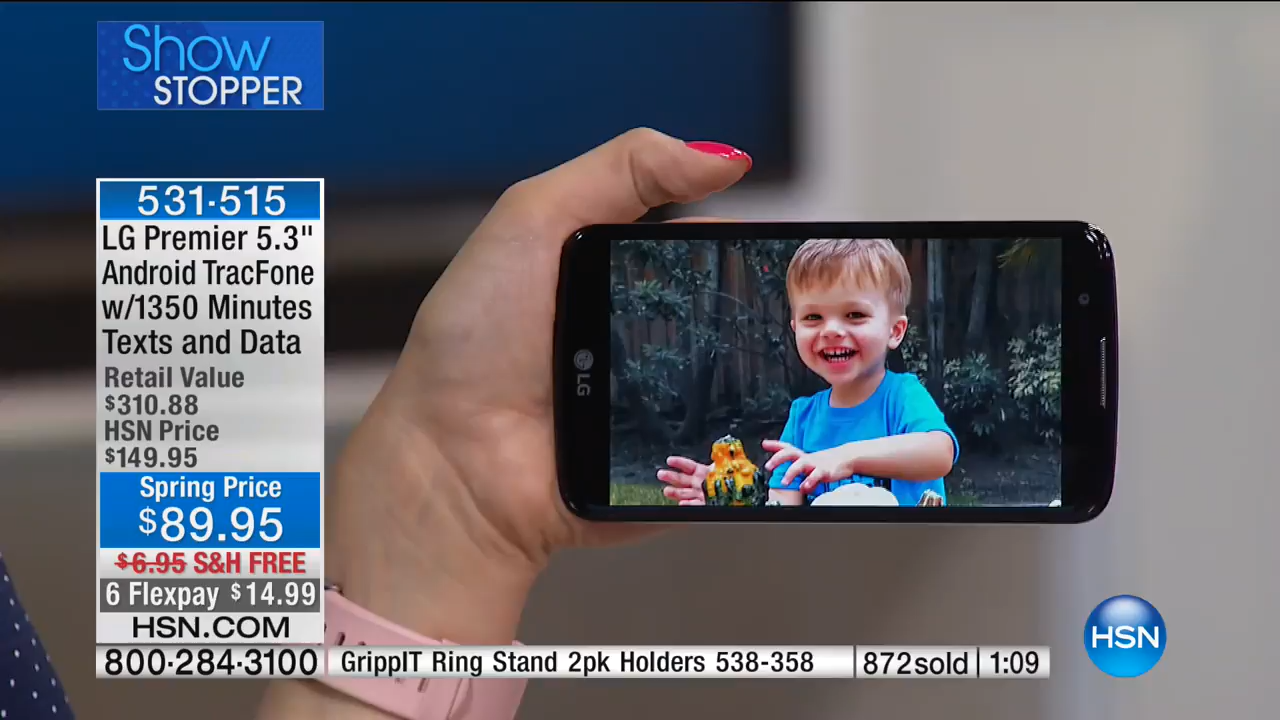 Show
STOPPER
531-515
LG Premier 5.3"
Android TracFone
w/1350 Minutes
Texts and Data
Retail Value
$310.88
HSN Price
$149.95
Spring Price
$89.95
$6.95 S&H FREE
6 Flexpay $14.99
HSN.COM
800-284-3100 GrippIT Ring Stand 2pk Holders 538-358 872sold 1:09
LG
HSN